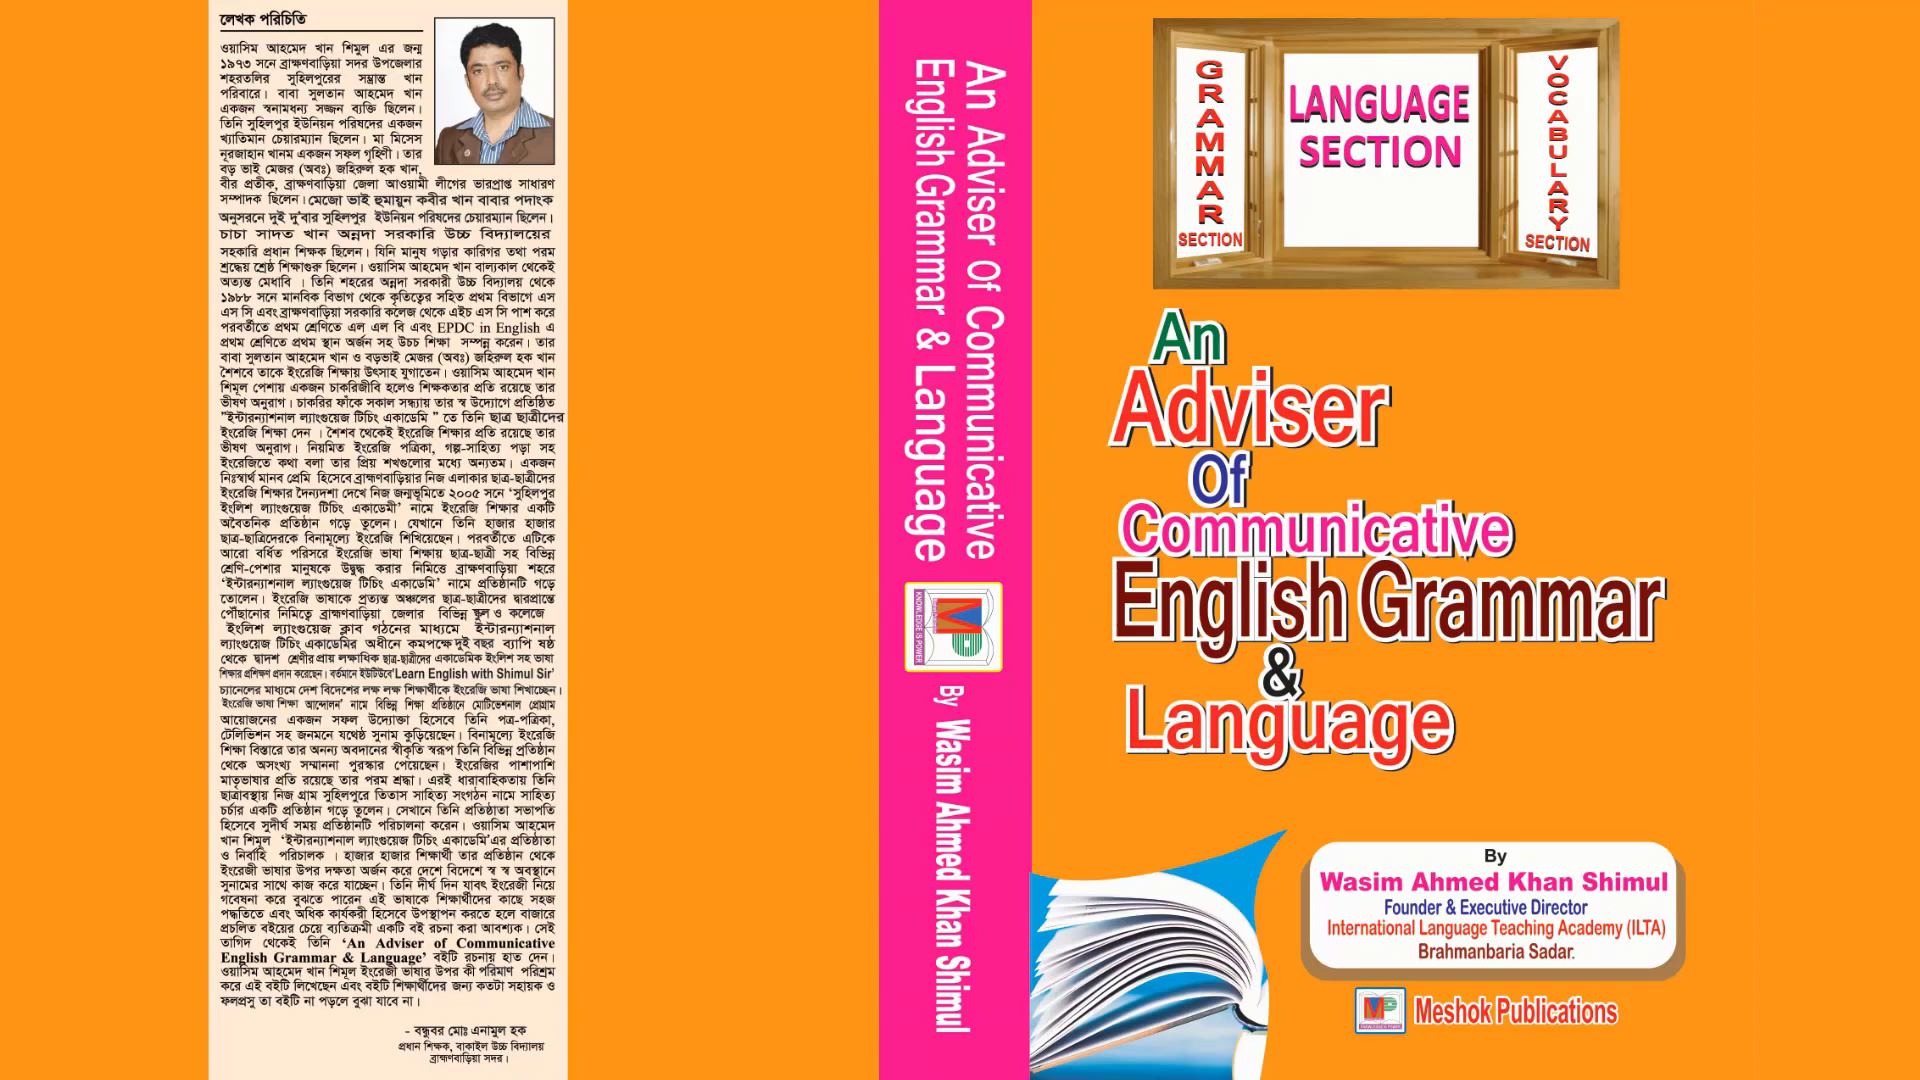 লেখক পরিচিতি
ওয়াসিম আহমেদ খান শিমুল এর জন্ম
১৯৭৩ সনে ব্রাহ্মণবাড়িয়া সদর উপজেলার
শহরতলির সুহিলপুরের সম্ভ্রান্ত খান
পরিবারে। বাবা সুলতান আহমেদ খান
একজন স্বনামধন্য সজ্জন ব্যক্তি ছিলেন।
তিনি সুহিলপুর ইউনিয়ন পরিষদের একজন
খ্যাতিমান চেয়ারম্যান ছিলেন। মা মিসেস
নূরজাহান খানম একজন সফল গৃহিণী। তার
বড় ভাই মেজর (অবঃ) জহিরুল হক খান,
বীর প্রতীক, ব্রাহ্মণবাড়িয়া জেলা আওয়ামী লীগের ভারপ্রাপ্ত সাধারণ
সম্পাদক ছিলেন। মেজো ভাই হুমায়ুন কবীর খান বাবার পদাংক
অনুসরনে দুই দু'বার সুহিলপুর ইউনিয়ন পরিষদের চেয়ারম্যান ছিলেন।
চাচা সাদত খান অন্নদা সরকারি উচ্চ বিদ্যালয়ের
সহকারি প্রধান শিক্ষক ছিলেন। যিনি মানুষ গড়ার কারিগর তথা পরম
শ্রদ্ধেয় শ্রেষ্ঠ শিক্ষাগুরু ছিলেন। ওয়াসিম আহমেদ খান বাল্যকাল থেকেই
অত্যন্ত মেধাবি । তিনি শহরের অন্নদা সরকারী উচ্চ বিদ্যালয় থেকে
১৯৮৮ সনে মানবিক বিভাগ থেকে কৃতিত্বের সহিত প্রথম বিভাগে এস
এস সি এবং ব্রাহ্মণবাড়িয়া সরকারি কলেজ থেকে এইচ এস সি পাশ করে
পরবর্তীতে প্রথম শ্রেণিতে এল এল বি এবং EPDC in English এ
প্রথম শ্রেণিতে প্রথম স্থান অর্জন সহ উচচ শিক্ষা সম্পন্ন করেন। তার
বাবা সুলতান আহমেদ খান ও বড়ভাই মেজর (অবঃ) জহিরুল হক খান
শৈশবে তাকে ইংরেজি শিক্ষায় উৎসাহ যুগাতেন। ওয়াসিম আহমেদ খান
শিমুল পেশায় একজন চাকরিজীবি হলেও শিক্ষকতার প্রতি রয়েছে তার
ভীষণ অনুরাগ। চাকরির ফাঁকে সকাল সন্ধ্যায় তার স্ব উদ্যোগে প্রতিষ্ঠিত
"ইন্টারন্যাশনাল ল্যাংগুয়েজ টিচিং একাডেমি " তে তিনি ছাত্র ছাত্রীদের
ইংরেজি শিক্ষা দেন । শৈশব থেকেই ইংরেজি শিক্ষার প্রতি রয়েছে তার
ভীষণ অনুরাগ। নিয়মিত ইংরেজি পত্রিকা, গল্প-সাহিত্য পড়া সহ
ইংরেজিতে কথা বলা তার প্রিয় শখগুলোর মধ্যে অন্যতম। একজন
নিঃস্বার্থ মানব প্রেমি হিসেবে ব্রাহ্মণবাড়িয়ার নিজ এলাকার ছাত্র-ছাত্রীদের
ইংরেজি শিক্ষার দৈন্যদশা দেখে নিজ জন্মভূমিতে ২০০৫ সনে 'সুহিলপুর
ইংলিশ ল্যাংগুয়েজ টিচিং একাডেমী' নামে ইংরেজি শিক্ষার একটি
অবৈতনিক প্রতিষ্ঠান গড়ে তুলেন। যেখানে তিনি হাজার হাজার
ছাত্র-ছাত্রিদেরকে বিনামূল্যে ইংরেজি শিখিয়েছেন। পরবর্তীতে এটিকে
আরো বর্ধিত পরিসরে ইংরেজি ভাষা শিক্ষায় ছাত্র-ছাত্রী সহ বিভিন্ন
শ্রেণি-পেশার মানুষকে উদ্বুদ্ধ করার নিমিত্তে ব্রাহ্মণবাড়িয়া শহরে
'ইন্টারন্যাশনাল ল্যাংগুয়েজ টিচিং একাডেমি' নামে প্রতিষ্ঠানটি গড়ে
তোলেন। ইংরেজি ভাষাকে প্রত্যন্ত অঞ্চলের ছাত্র-ছাত্রীদের দ্বারপ্রান্তে
পৌঁছানোর নিমিত্তে ব্রাহ্মণবাড়িয়া জেলার বিভিন্ন স্কুল ও কলেজে
ইংলিশ ল্যাংগুয়েজ ক্লাব গঠনের মাধ্যমে ইন্টারন্যাশনাল
ল্যাংগুয়েজ টিচিং একাডেমির অধীনে কমপক্ষে দুই বছর ব্যাপি ষষ্ঠ
থেকে দ্বাদশ শ্রেণীর প্রায় লক্ষাধিক ছাত্র-ছাত্রীদের একাডেমিক ইংলিশ সহ ভাষা
শিক্ষার প্রশিক্ষণ প্রদান করেছেন। বর্তমানে ইউটিউবে'Learn English with Shimul Sir'
চ্যানেলের মাধ্যমে দেশ বিদেশের লক্ষ লক্ষ শিক্ষার্থীকে ইংরেজি ভাষা শিখাচ্ছেন।
ইংরেজি ভাষা শিক্ষা আন্দোলন' নামে বিভিন্ন শিক্ষা প্রতিষ্ঠানে মোটিভেশনাল প্রোগ্রাম
আয়োজনের একজন সফল উদ্যোক্তা হিসেবে তিনি পত্র-পত্রিকা,
টেলিভিশন সহ জনমনে যথেষ্ঠ সুনাম কুড়িয়েছেন। বিনামূল্যে ইংরেজি
শিক্ষা বিস্তারে তার অনন্য অবদানের স্বীকৃতি স্বরূপ তিনি বিভিন্ন প্রতিষ্ঠান
থেকে অসংখ্য সম্মাননা পুরস্কার পেয়েছেন। ইংরেজির পাশাপাশি
মাতৃভাষার প্রতি রয়েছে তার পরম শ্রদ্ধা। এরই ধারাবাহিকতায় তিনি
ছাত্রাবস্থায় নিজ গ্রাম সুহিলপুরে তিতাস সাহিত্য সংগঠন নামে সাহিত্য
চর্চার একটি প্রতিষ্ঠান গড়ে তুলেন। সেখানে তিনি প্রতিষ্ঠাতা সভাপতি
হিসেবে সুদীর্ঘ সময় প্রতিষ্ঠানটি পরিচালনা করেন। ওয়াসিম আহমেদ
খান শিমুল 'ইন্টারন্যাশনাল ল্যাংগুয়েজ টিচিং একাডেমি'এর প্রতিষ্ঠাতা
ও নির্বাহি পরিচালক । হাজার হাজার শিক্ষার্থী তার প্রতিষ্ঠান থেকে
ইংরেজী ভাষার উপর দক্ষতা অর্জন করে দেশে বিদেশে স্ব স্ব অবস্থানে
সুনামের সাথে কাজ করে যাচ্ছেন। তিনি দীর্ঘ দিন যাবৎ ইংরেজী নিয়ে
গবেষনা করে বুঝতে পারেন এই ভাষাকে শিক্ষার্থীদের কাছে সহজ
পদ্ধতিতে এবং অধিক কার্যকরী হিসেবে উপস্থাপন করতে হলে বাজারে
প্রচলিত বইয়ের চেয়ে ব্যতিক্রমী একটি বই রচনা করা আবশ্যক। সেই
তাগিদ থেকেই তিনি 'An Adviser of Communicative
English Grammar & Language' বইটি রচনায় হাত দেন।
ওয়াসিম আহমেদ খান শিমুল ইংরেজী ভাষার উপর কী পরিমাণ পরিশ্রম
করে এই বইটি লিখেছেন এবং বইটি শিক্ষার্থীদের জন্য কতটা সহায়ক ও
ফলপ্রসু তা বইটি না পড়লে বুঝা যাবে না।
- বন্ধুবর মোঃ এনামুল হক
প্রধান শিক্ষক, বাকাইল উচ্চ বিদ্যালয়
ব্রাহ্মণবাড়িয়া সদর।
An Adviser Of Communicative
English Grammar & Language
KNOWLEDGE IS POWER
By Wasim Ahmed Khan Shimul
GRAMMAR
SECTION
LANGUAGE
SECTION
VOCABULARY
SECTION
An
Adviser
Of
Communicative
English Grammar
&
Language
By
Wasim Ahmed Khan Shimul
Founder & Executive Director
International Language Teaching Academy (ILTA)
Brahmanbaria Sadar.
Meshok Publications